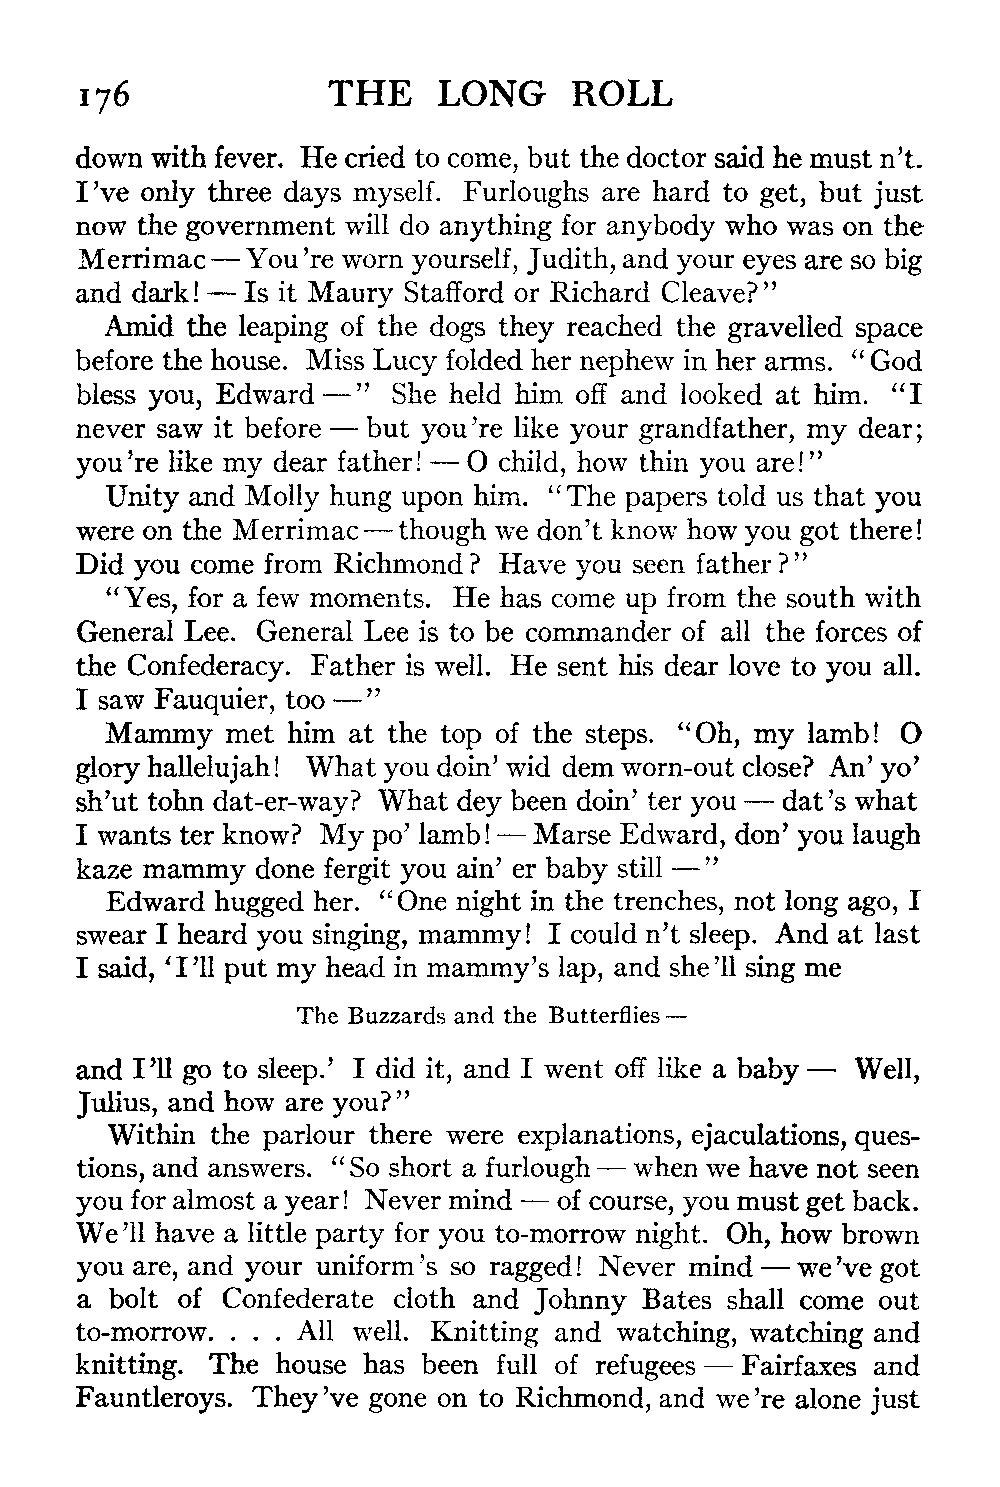 176 THE LONG ROLL
down with fever. He cried to come, but the doctor said he must n't.
I've only three days myself. Furloughs are hard to get, but just
now the government will do anything for anybody who was on the
Merrimac — You're worn yourself, Judith, and your eyes are so big
and dark! — Is it Maury Stafford or Richard Cleave?"
Amid the leaping of the dogs they reached the gravelled space
before the house. Miss Lucy folded her nephew in her arms. "God
bless you, Edward —" She held him off and looked at him. "I
never saw it before — but you're like your grandfather, my dear;
you're like my dear father! — O child, how thin you are!"
Unity and Molly hung upon him. "The papers told us that you
were on the Merrimac — though we don't know how you got there!
Did you come from Richmond? Have you seen father?"
"Yes, for a few moments. He has come up from the south with
General Lee. General Lee is to be commander of all the forces of
the Confederacy. Father is well. He sent his dear love to you all.
I saw Fauquier, too —"
Mammy met him at the top of the steps. "Oh, my lamb! O
glory hallelujah! What you doin' wid dem worn-out close? An' yo'
sh'ut tohn dat-er-way? What dey been doin' ter you — dat's what
I wants ter know? My po' lamb! — Marse Edward, don' you laugh
kaze mammy done fergit you ain' er baby still —"
Edward hugged her. "One night in the trenches, not long ago, I
swear I heard you singing, mammy! I could n't sleep. And at last
I said, 'I'll put my head in mammy's lap, and she'll sing me
The Buzzards and the Butterflies —
and I'll go to sleep.' I did it, and I went off like a baby — Well,
Julius, and how are you?"
Within the parlour there were explanations, ejaculations, ques-
tions, and answers. "So short a furlough — when we have not seen
you for almost a year! Never mind — of course, you must get back.
We'll have a little party for you to-morrow night. Oh, how brown
you are, and your uniform's so ragged! Never mind — we've got
a bolt of Confederate cloth and Johnny Bates shall come out
to-morrow. . . . All well. Knitting and watching, watching and
knitting. The house has been full of refugees — Fairfaxes and
Fauntleroys. They've gone on to Richmond, and we're alone just